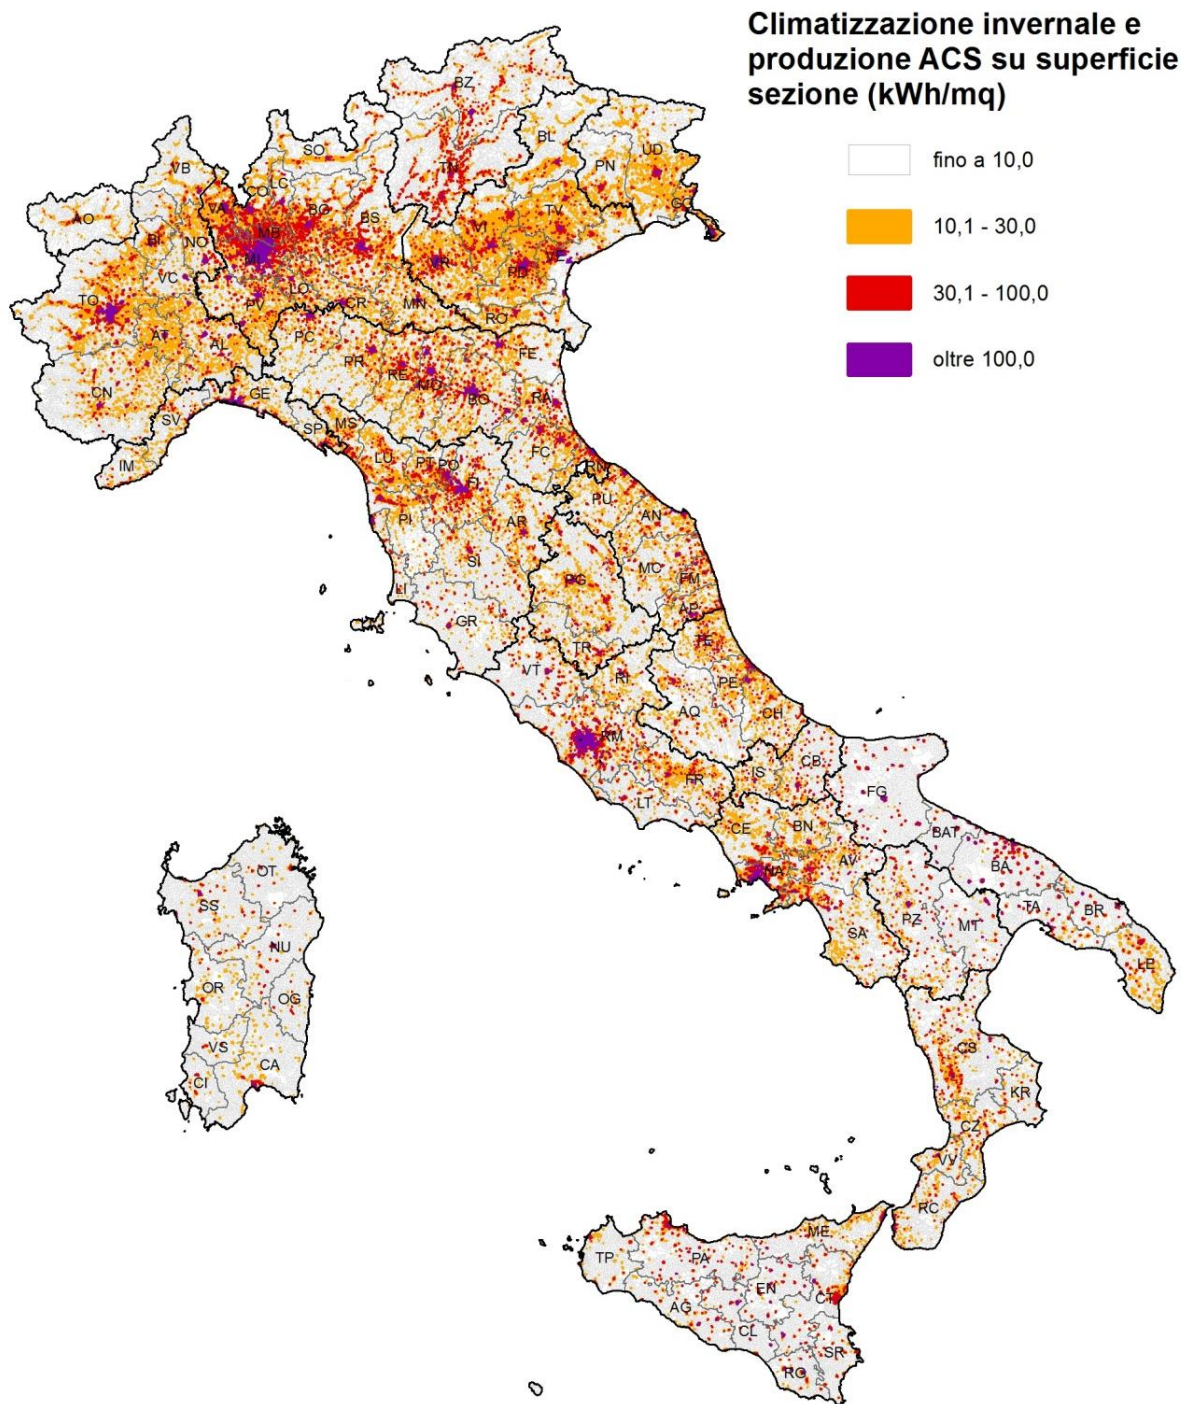 Climatizzazione invernale e
produzione ACS su superficie
sezione (kWh/mq)
fino a 10,0
10,1 - 30,0
30,1 - 100,0
oltre 100,0
BZ
SO
TN
BL
PN
UD
VB
LC
CO
VA
BG
BS
TV
GO
AO
BI
NO
MB
MI
VI
VR
PD
VE
VC
TO
LO
PV
CR
MN
RO
AT
AL
PC
PR
RE
MO
FE
BO
RA
CN
GE
SV
SP
MS
IM
LU
PT
PO
FI
FC
RN
PU
AN
PI
AR
SI
MC
FM
AP
LI
PG
GR
TR
TE
VT
RI
PE
AQ
CH
RM
FR
IS
CB
LT
FG
CE
BN
BAT
NA
AV
BA
SA
PZ
MT
TA
BR
LE
OT
SS
NU
OR
OG
VS
CA
CI
CS
KR
CZ
VV
RC
ME
TP
PA
EN
CT
AG
CL
SR
RG